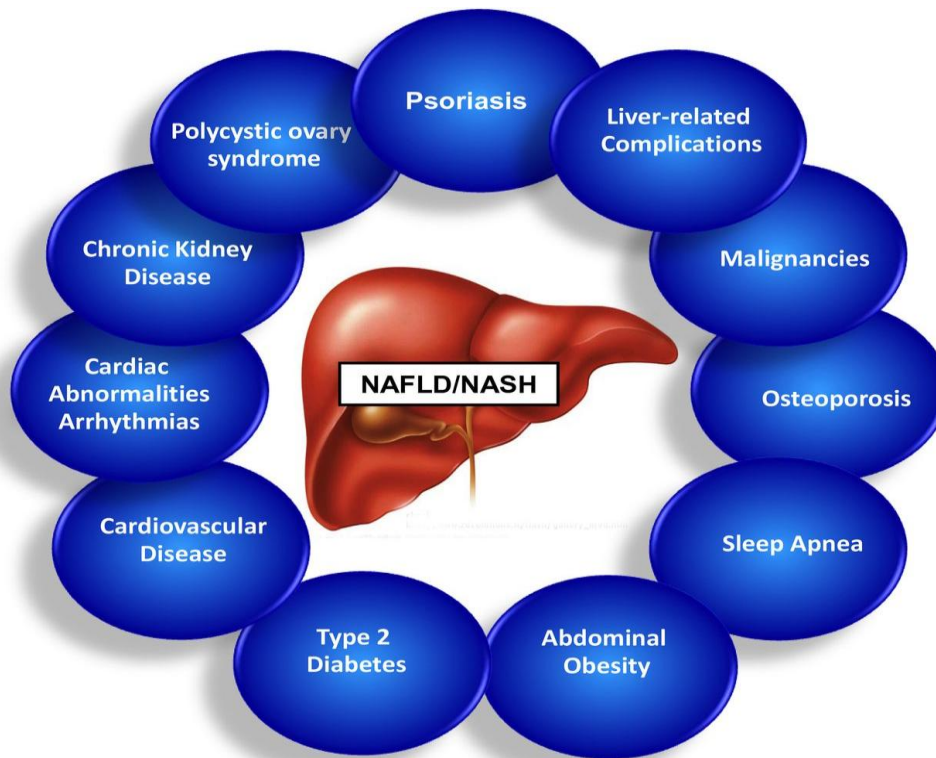 Psoriasis
Liver-related
Complications
Malignancies
Osteoporosis
Sleep Apnea
Abdominal
Obesity
Type 2
Diabetes
Cardiovascular
Disease
Cardiac
Abnormalities
Arrhythmias
Chronic Kidney
Disease
Polycystic ovary
syndrome
NAFLD/NASH